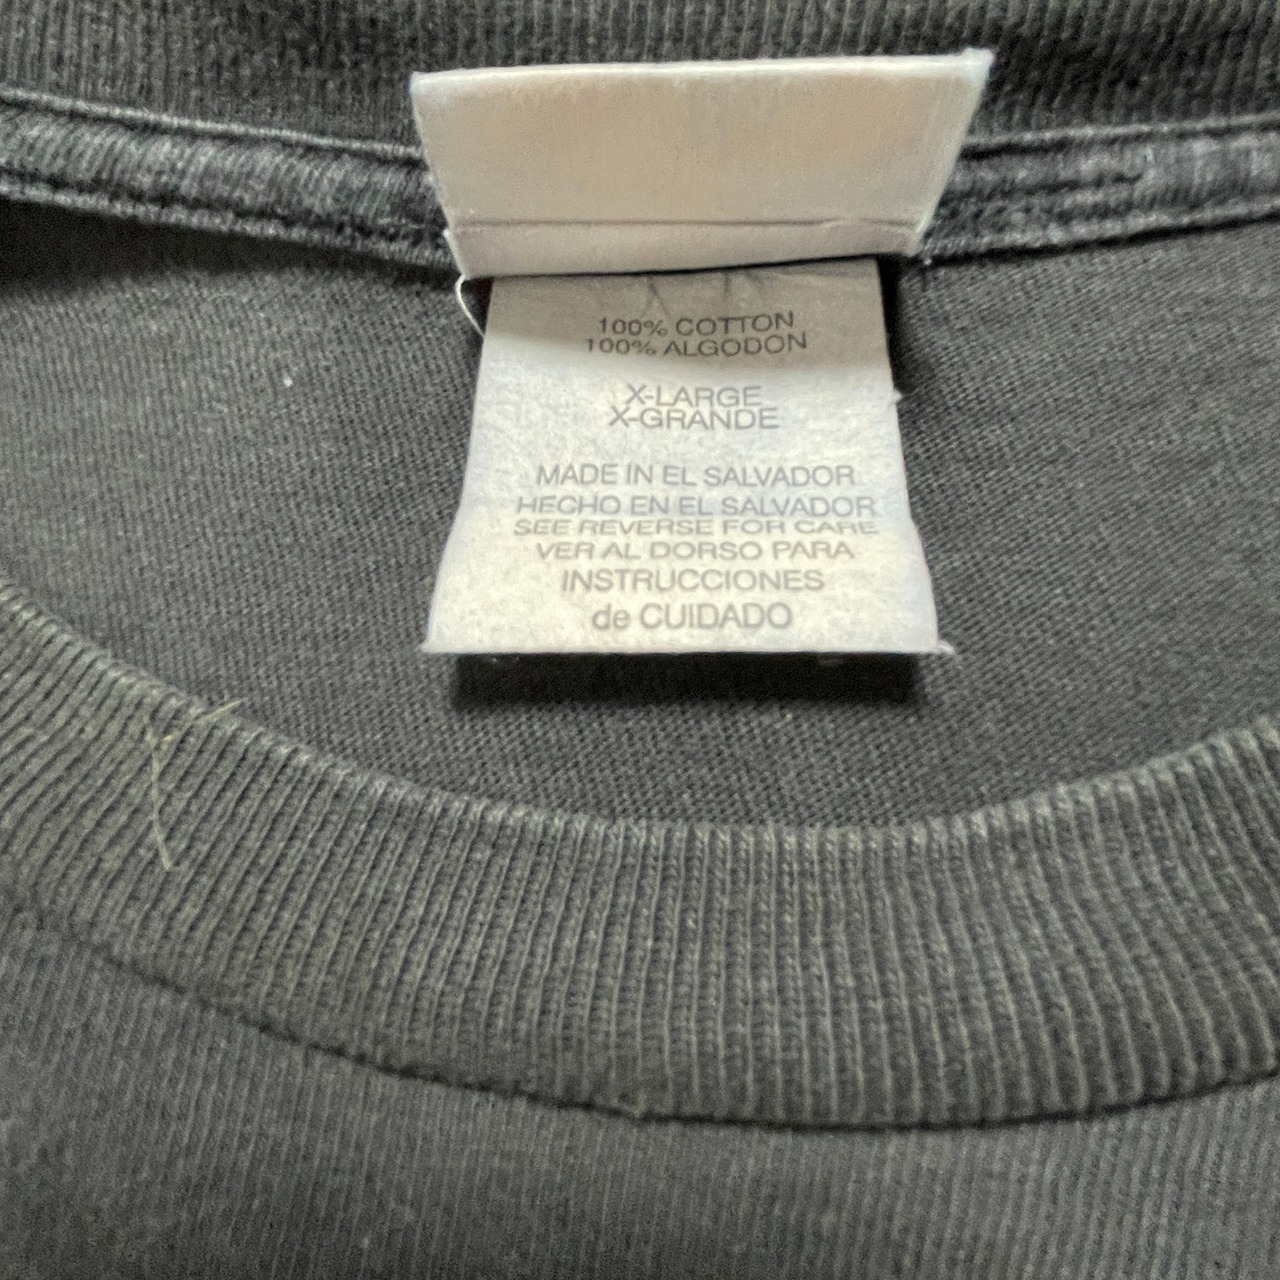 100% COTTON
100% ALGODON
X-LARGE
X-GRANDE
MADE IN EL SALVADOR
HECHO EN EL SALVADOR
SEE REVERSE FOR CARE
VER AL DORSO PARA
INSTRUCCIONES
de CUIDADO